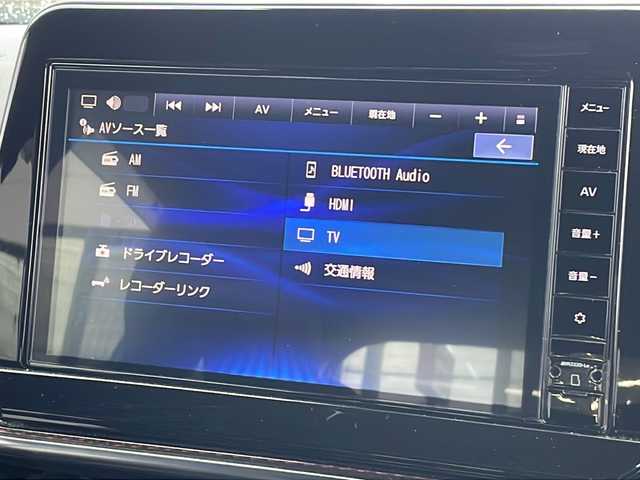 AV メニュー 現在地 − +
AVソース一覧
AM
FM
ドライブレコーダー
レコーダーリンク
BLUETOOTH Audio
HDMI
TV
交通情報
メニュー
現在地
AV
音量+
音量−